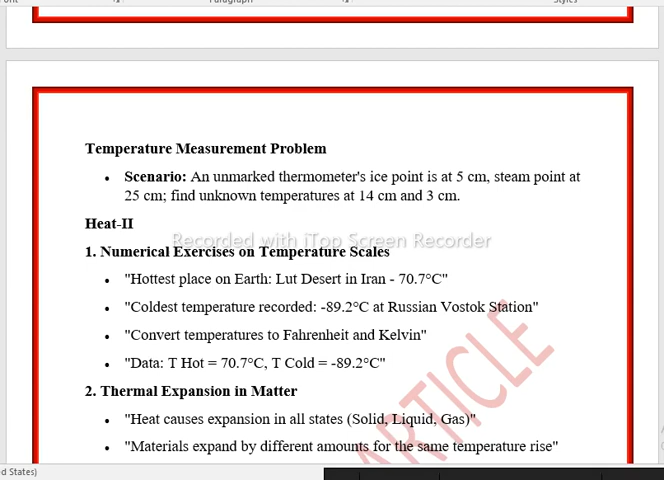 Paragraph
Styles
Temperature Measurement Problem
• Scenario: An unmarked thermometer's ice point is at 5 cm, steam point at
25 cm; find unknown temperatures at 14 cm and 3 cm.
Heat-II
Recorded with iTop Screen Recorder
1. Numerical Exercises on Temperature Scales
• "Hottest place on Earth: Lut Desert in Iran - 70.7°C"
• "Coldest temperature recorded: -89.2°C at Russian Vostok Station"
• "Convert temperatures to Fahrenheit and Kelvin"
• "Data: T Hot = 70.7°C, T Cold = -89.2°C"
2. Thermal Expansion in Matter
• "Heat causes expansion in all states (Solid, Liquid, Gas)"
• "Materials expand by different amounts for the same temperature rise"
ARTICLE
d States)